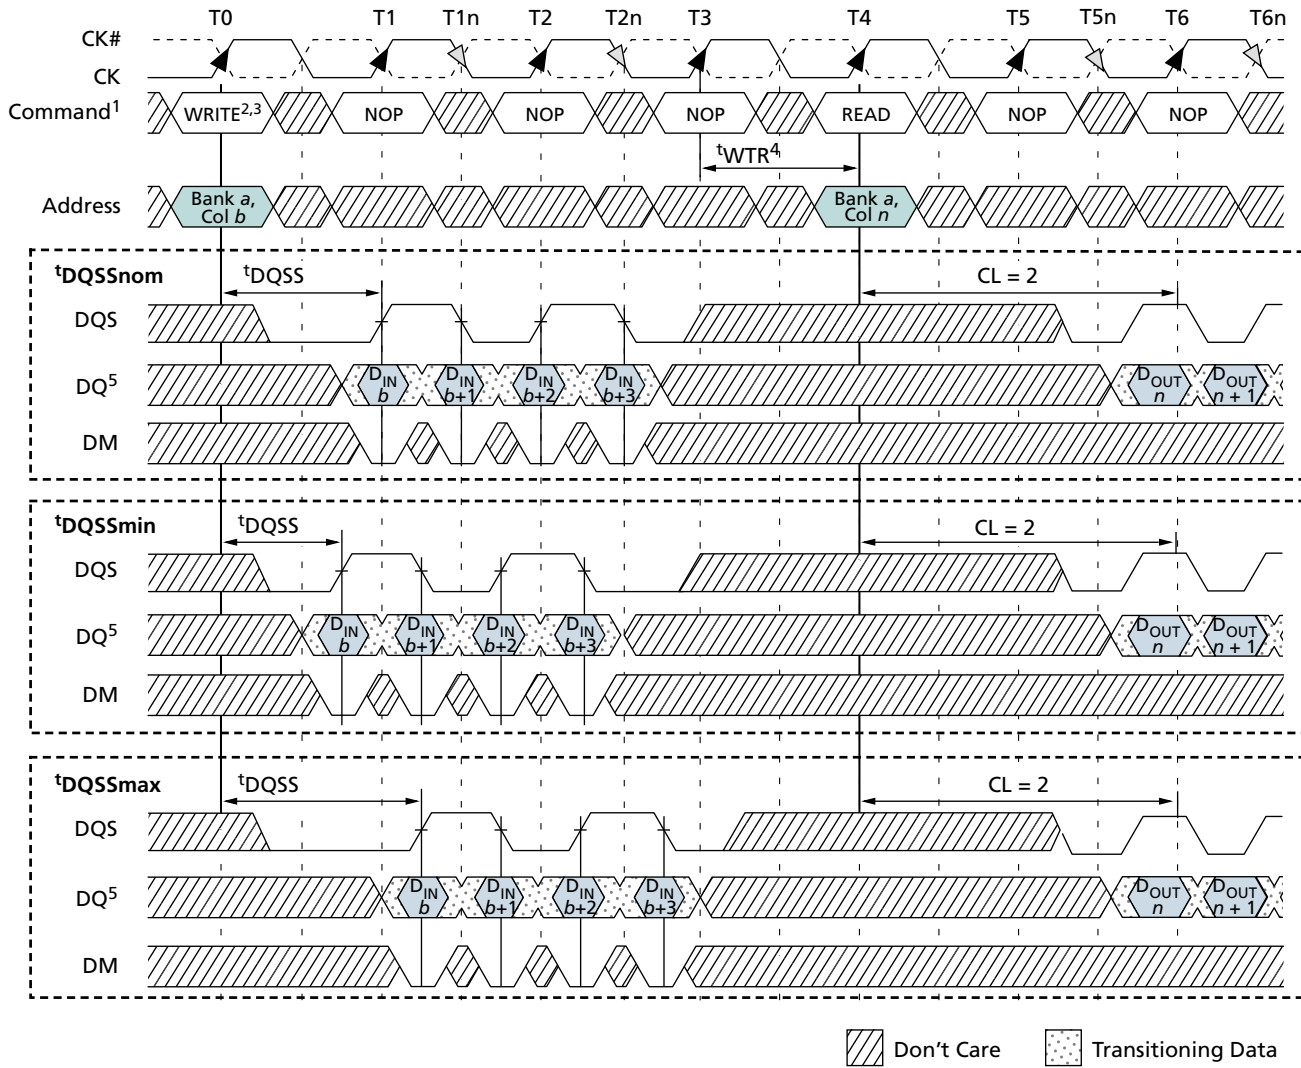 T0 T1 T1n T2 T2n T3 T4 T5 T5n T6 T6n
CK#
CK
Command1 WRITE2,3 NOP NOP NOP READ NOP NOP
tWTR4
Address Bank a, Bank a,
Col b Col n
tDQSSnom tDQSS CL = 2
DQS
DQ5 DIN DIN DIN DIN DOUT DOUT
b b+1 b+2 b+3 n n + 1
DM
tDQSSmin tDQSS CL = 2
DQS
DQ5 DIN DIN DIN DIN DOUT DOUT
b b+1 b+2 b+3 n n + 1
DM
tDQSSmax tDQSS CL = 2
DQS
DQ5 DIN DIN DIN DIN DOUT DOUT
b b+1 b+2 b+3 n n + 1
DM
Don't Care Transitioning Data